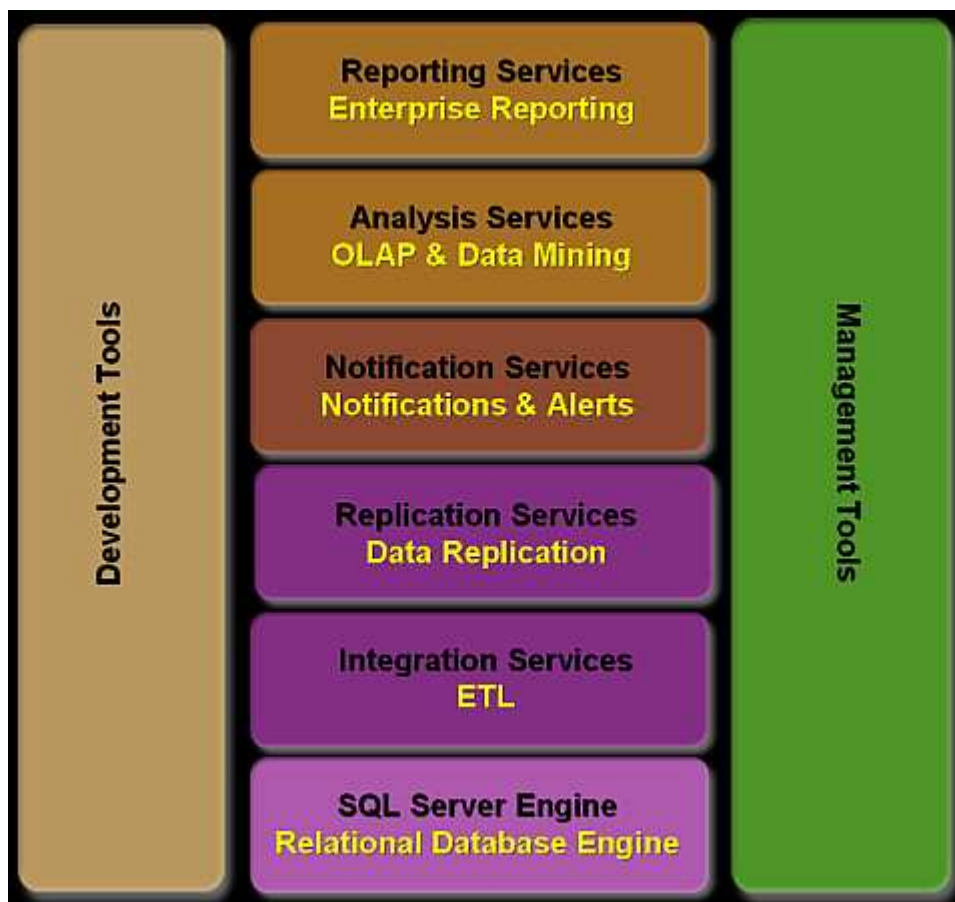 Development Tools
Reporting Services
Enterprise Reporting
Analysis Services
OLAP & Data Mining
Notification Services
Notifications & Alerts
Replication Services
Data Replication
Integration Services
ETL
SQL Server Engine
Relational Database Engine
Management Tools